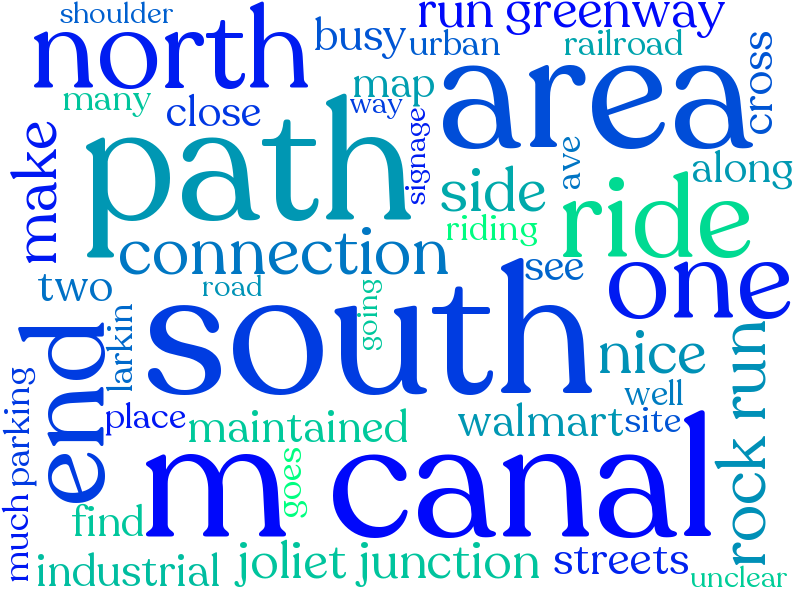 shoulder
run greenway
north
busy
urban
railroad
cross
many
close
map
way
area
make
path
signage
ave
along
side
ride
riding
connection
see
one
two
road
going
south
end
larkin
nice
rock run
well
place
maintained
walmart
site
much parking
m canal
goes
find
industrial
joliet junction
streets
unclear